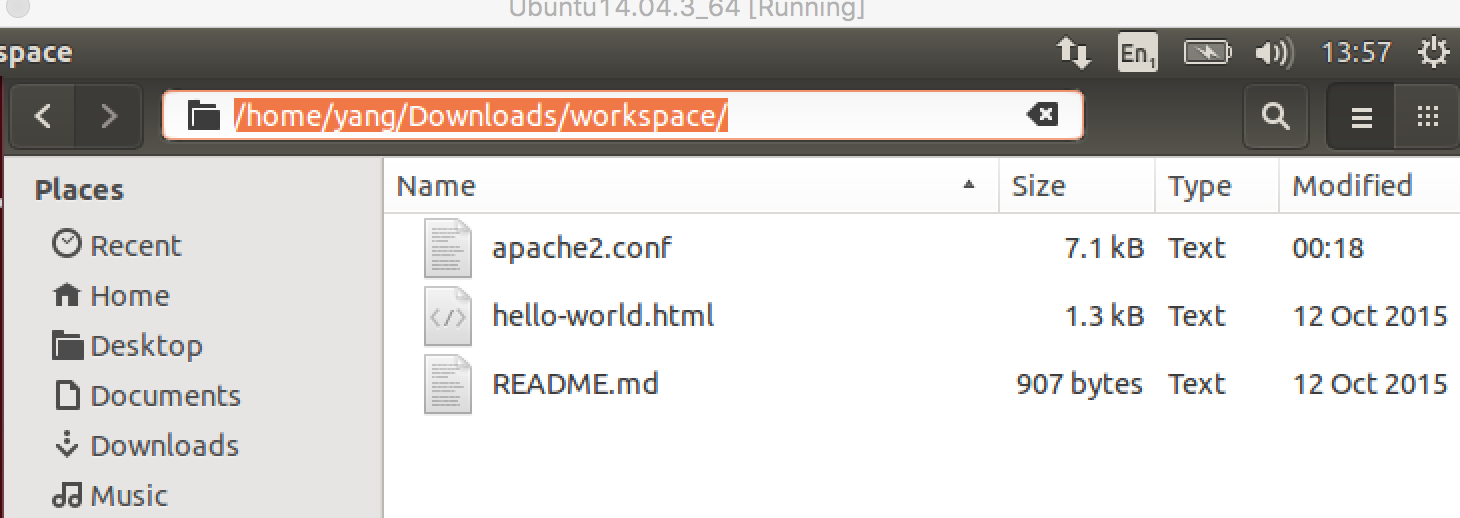 Ubuntu14.04.3_64 [Running]
space En1 13:57
/home/yang/Downloads/workspace/
Places
Recent
Home
Desktop
Documents
Downloads
Music
Name Size Type Modified
apache2.conf 7.1 kB Text 00:18
hello-world.html 1.3 kB Text 12 Oct 2015
README.md 907 bytes Text 12 Oct 2015